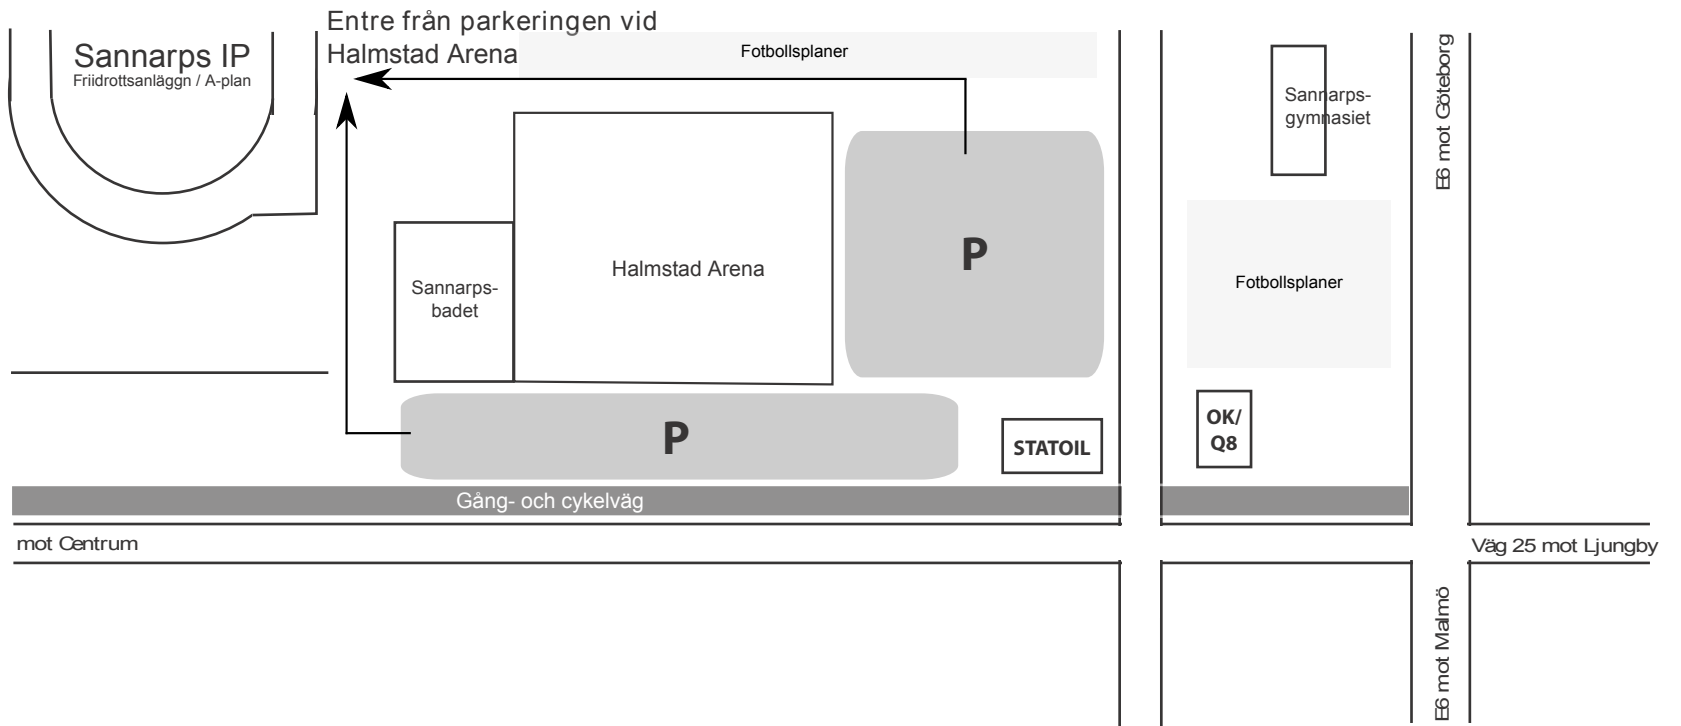 Entre från parkeringen vid
Halmstad Arena
Sannarps IP
Friidrottsanläggn / A-plan
Fotbollsplaner
Sannarps-
gymnasiet
E6 mot Göteborg
P
Halmstad Arena
Sannarps-
badet
Fotbollsplaner
P
STATOIL
OK/
Q8
Gång- och cykelväg
mot Centrum
Väg 25 mot Ljungby
E6 mot Malmö